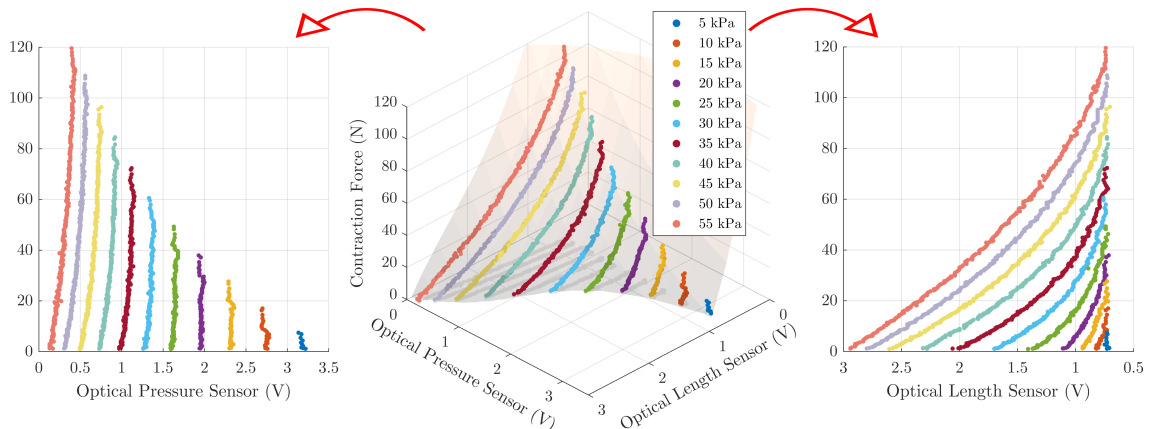 120
100
80
60
40
20
0
0
0.5
1
1.5
2
2.5
3
3.5
Optical Pressure Sensor (V)
Contraction Force (N)
120
100
80
60
40
20
0
0
1
2
3
Optical Pressure Sensor (V)
3
2
1
0
Optical Length Sensor (V)
5 kPa
10 kPa
15 kPa
20 kPa
25 kPa
30 kPa
35 kPa
40 kPa
45 kPa
50 kPa
55 kPa
120
100
80
60
40
20
0
3
2.5
2
1.5
1
0.5
Optical Length Sensor (V)